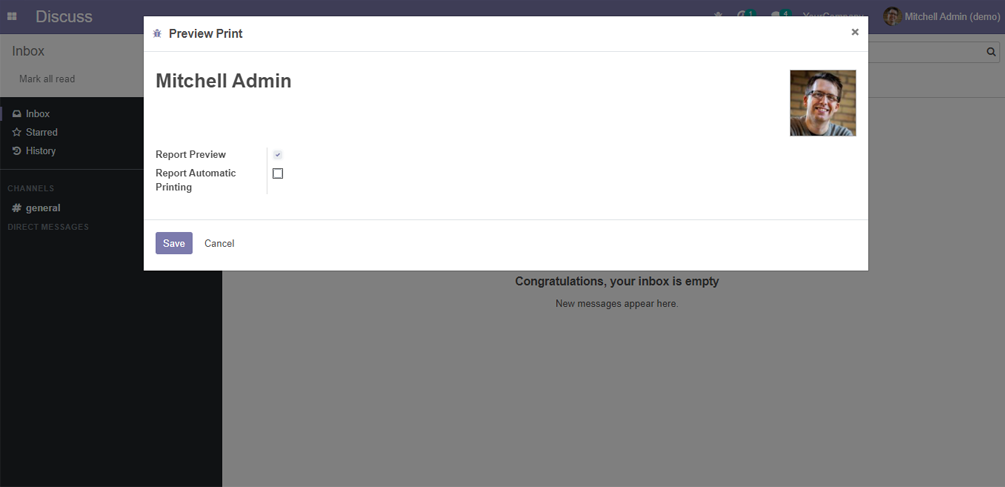 Discuss
1
4
YourCompany
Mitchell Admin (demo)
Preview Print
×
Inbox
Mark all read
Mitchell Admin
Inbox
Starred
History
Report Preview
Report Automatic
Printing
CHANNELS
# general
DIRECT MESSAGES
Save
Cancel
Congratulations, your inbox is empty
New messages appear here.